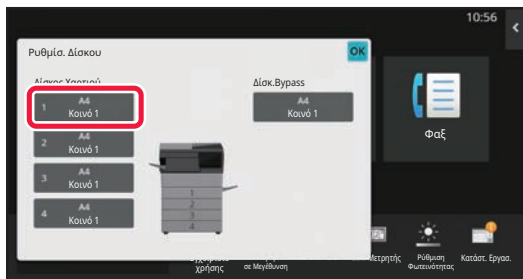 10:56
Ρυθμίσ. Δίσκου
OK
Δίσκος Χαρτιού
Δίσκ.Bypass
1 A4
Κοινό 1
A4
Κοινό 1
2 A4
Κοινό 1
3 A4
Κοινό 1
4 A4
Κοινό 1
1
2
3
4
Φαξ
χρήσης
σε Μεγέθυνση
Μετρητής
Ρύθμιση
Φωτεινότητας
Κατάστ. Εργασ.